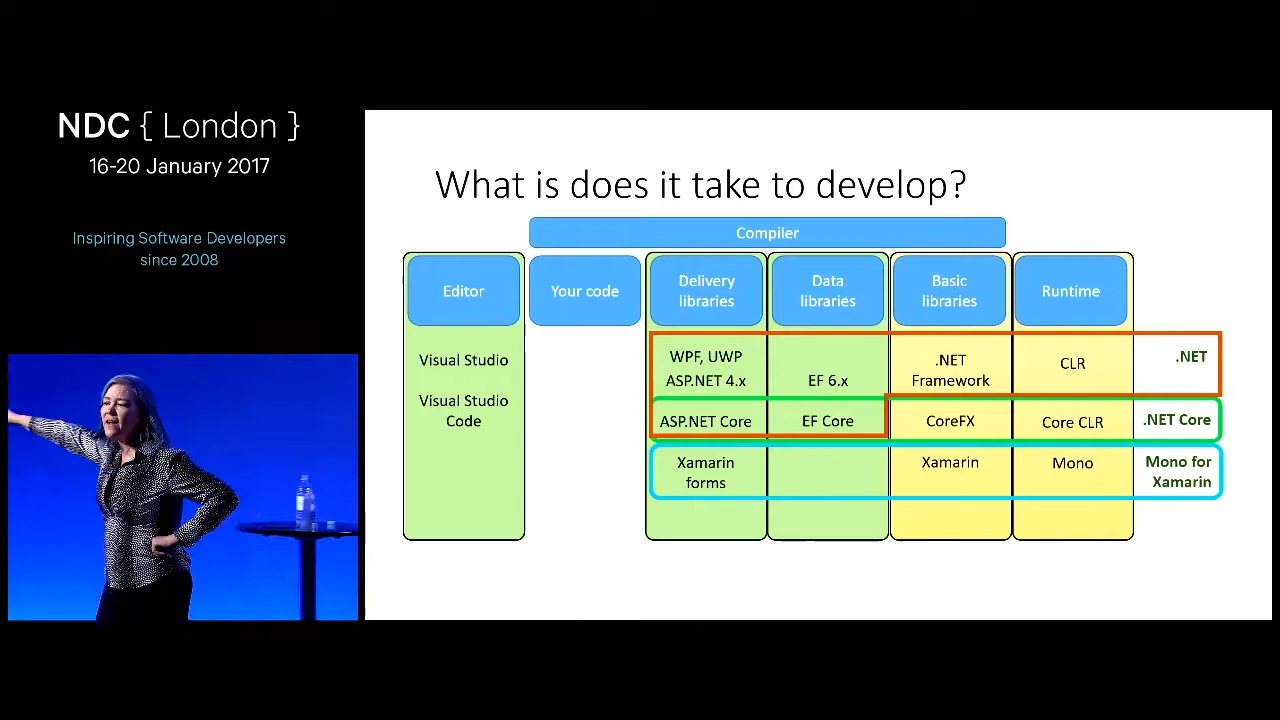 NDC { London }
16-20 January 2017
Inspiring Software Developers
since 2008
What is does it take to develop?
Compiler
Editor
Your code
Delivery
libraries
Data
libraries
Basic
libraries
Runtime
Visual Studio
Visual Studio
Code
WPF, UWP
ASP.NET 4.x
EF 6.x
.NET
Framework
CLR
.NET
ASP.NET Core
EF Core
CoreFX
Core CLR
.NET Core
Xamarin
forms
Xamarin
Mono
Mono for
Xamarin